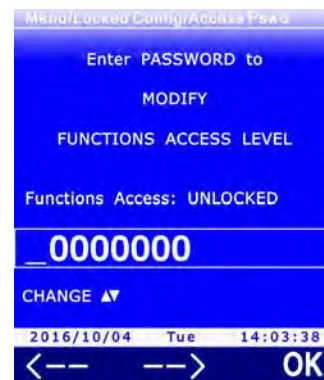 Menu/Locked Config/Access Pswd
Enter PASSWORD to
MODIFY
FUNCTIONS ACCESS LEVEL
Functions Access: UNLOCKED
_0000000
CHANGE ▲▼
2016/10/04 Tue 14:03:38
<-- --> OK